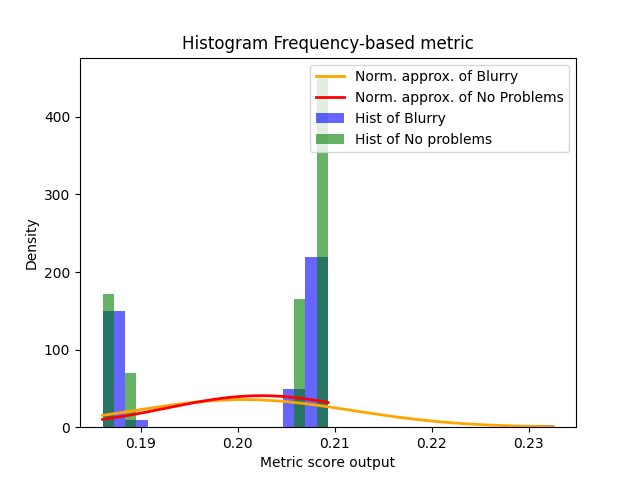 Histogram Frequency-based metric
Norm. approx. of Blurry
Norm. approx. of No Problems
Hist of Blurry
Hist of No problems
Density
400
300
200
100
0
0.19 0.20 0.21 0.22 0.23
Metric score output